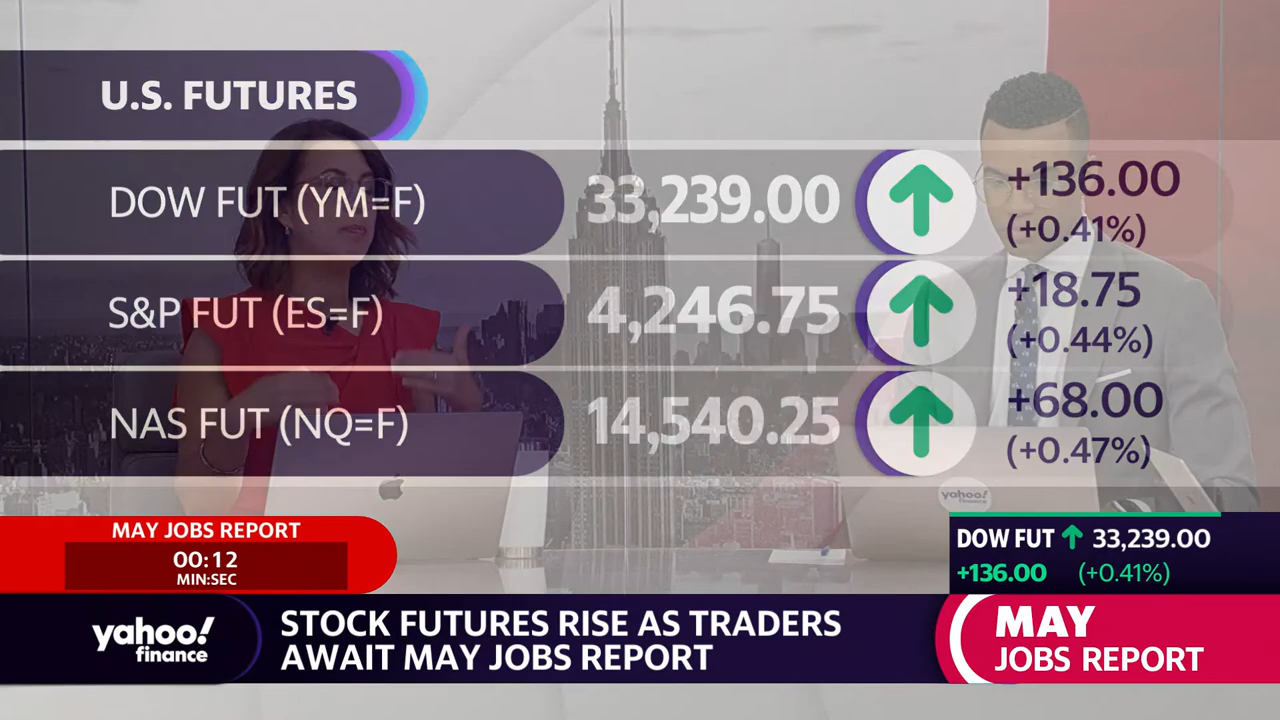 U.S. FUTURES
DOW FUT (YM=F) 33,239.00 +136.00
(+0.41%)
S&P FUT (ES=F) 4,246.75 +18.75
(+0.44%)
NAS FUT (NQ=F) 14,540.25 +68.00
(+0.47%)
yahoo!
finance
MAY JOBS REPORT
00:12
MIN:SEC
DOW FUT 33,239.00
+136.00 (+0.41%)
yahoo!
finance
STOCK FUTURES RISE AS TRADERS
AWAIT MAY JOBS REPORT
MAY
JOBS REPORT